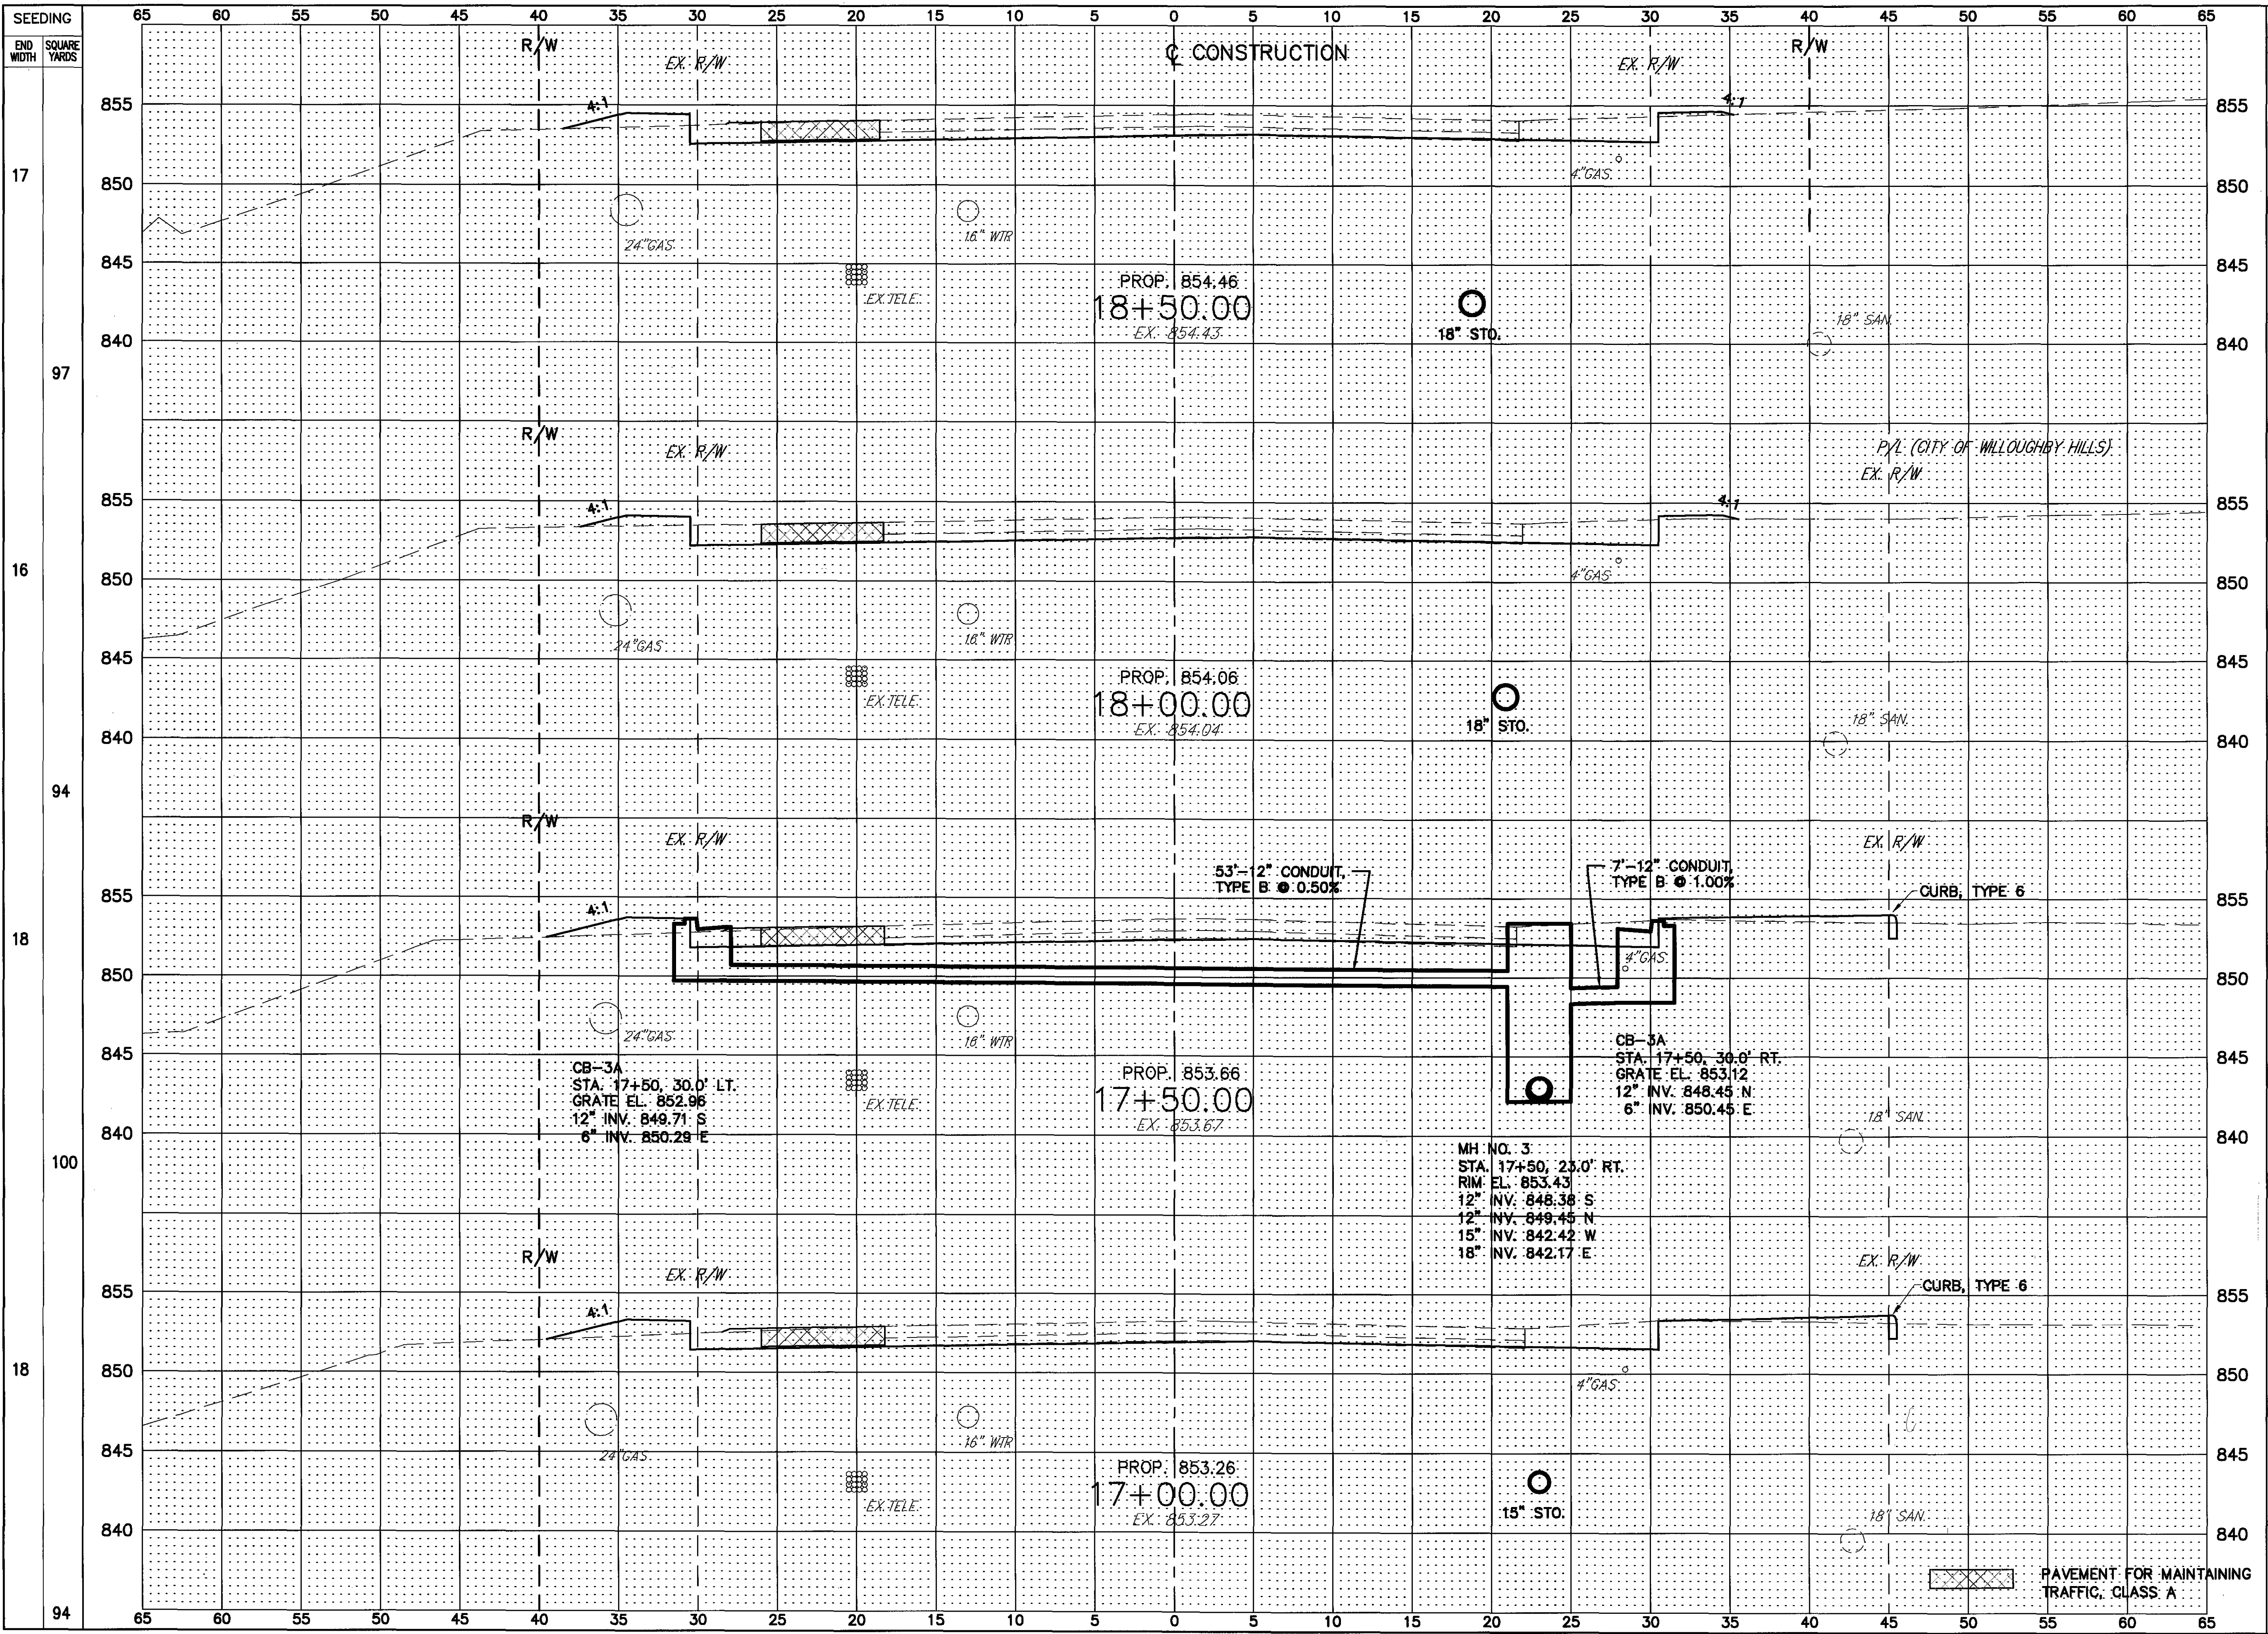 SEEDING
END WIDTH
SQUARE YARDS
65 60 55 50 45 40 35 30 25 20 15 10 5 0 5 10 15 20 25 30 35 40 45 50 55 60 65
R/W
EX. R/W
℄ CONSTRUCTION
EX. R/W
R/W
855
4:1
4:1
855
17
850
4"GAS
850
24"GAS
16" WTR
845
845
EX.TELE.
PROP. 854.46
18+50.00
EX. 854.43
18" STO.
18" SAN.
840
840
97
R/W
EX. R/W
P/L (CITY OF WILLOUGHBY HILLS)
EX. R/W
855
4:1
4:1
855
16
850
4"GAS
850
24"GAS
16" WTR
845
845
EX.TELE.
PROP. 854.06
18+00.00
EX. 854.04
18" STO.
18" SAN.
840
840
94
R/W
EX. R/W
EX. R/W
53'-12" CONDUIT,
TYPE B @ 0.50%
7'-12" CONDUIT,
TYPE B @ 1.00%
CURB, TYPE 6
855
4:1
855
18
4"GAS
850
850
24"GAS
16" WTR
845
845
CB-3A
STA. 17+50, 30.0' LT.
GRATE EL. 852.96
12" INV. 849.71 S
6" INV. 850.29 E
EX.TELE.
PROP. 853.66
17+50.00
EX. 853.67
CB-3A
STA. 17+50, 30.0' RT.
GRATE EL. 853.12
12" INV. 848.45 N
6" INV. 850.45 E
18" SAN.
840
840
100
MH NO. 3
STA. 17+50, 23.0' RT.
RIM EL. 853.43
12" INV. 848.38 S
12" INV. 849.45 N
15" INV. 842.42 W
18" INV. 842.17 E
R/W
EX. R/W
EX. R/W
CURB, TYPE 6
855
4:1
855
18
850
4"GAS
850
24"GAS
16" WTR
845
845
EX.TELE.
PROP. 853.26
17+00.00
EX. 853.27
15" STO.
18" SAN.
840
840
PAVEMENT FOR MAINTAINING
TRAFFIC, CLASS A
94
65 60 55 50 45 40 35 30 25 20 15 10 5 0 5 10 15 20 25 30 35 40 45 50 55 60 65